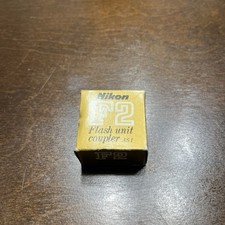 Nikon
F2
Flash unit
coupler